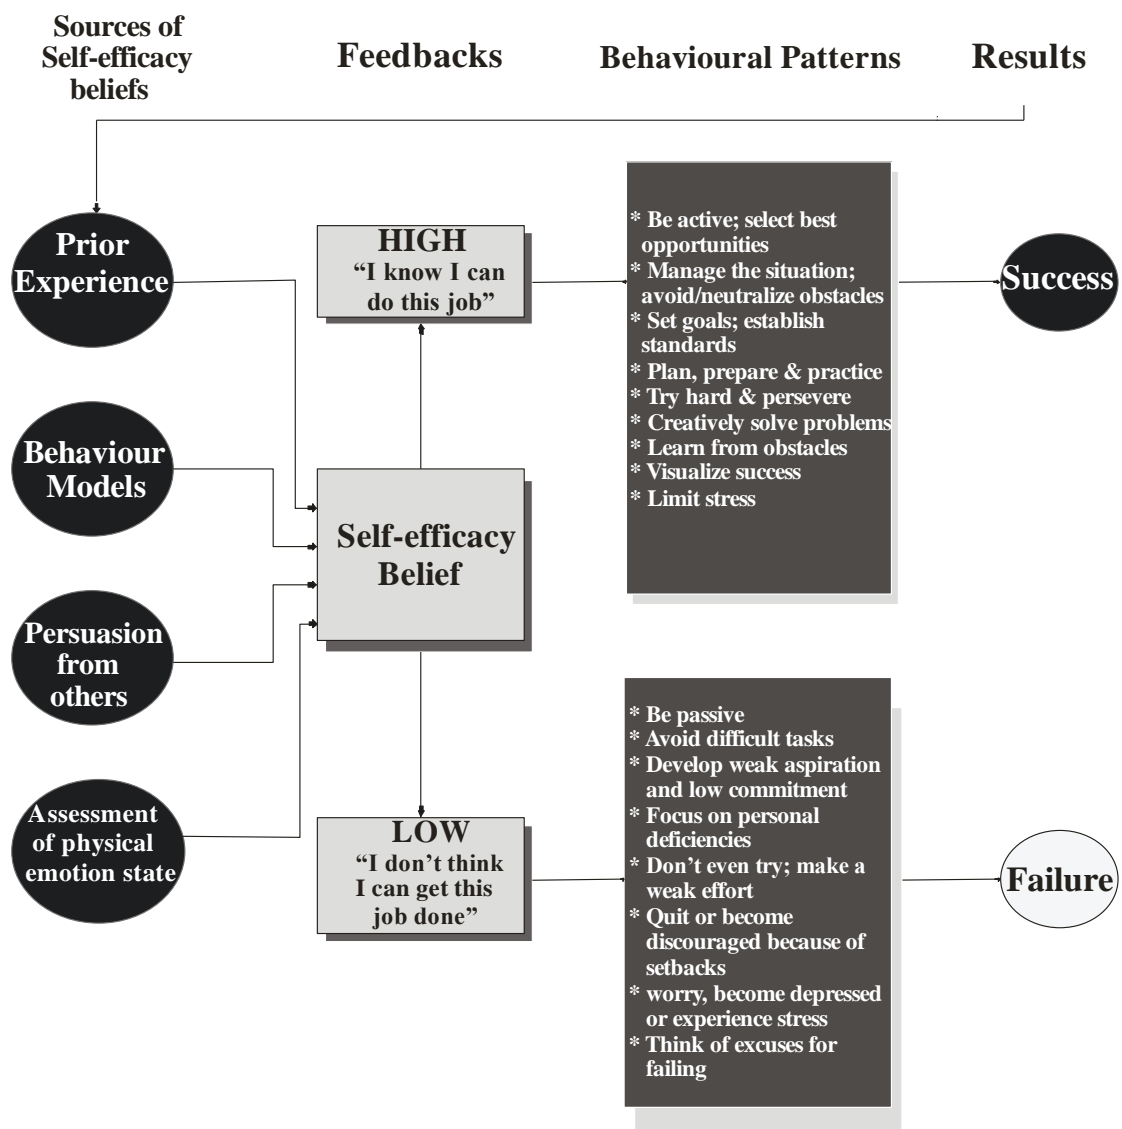 Sources of
Self-efficacy
beliefs
Feedbacks
Behavioural Patterns
Results
Prior
Experience
Behaviour
Models
Persuasion
from
others
Assessment
of physical
emotion state
HIGH
“I know I can
do this job”
Self-efficacy
Belief
LOW
“I don’t think
I can get this
job done”
* Be active; select best
opportunities
* Manage the situation;
avoid/neutralize obstacles
* Set goals; establish
standards
* Plan, prepare & practice
* Try hard & persevere
* Creatively solve problems
* Learn from obstacles
* Visualize success
* Limit stress
* Be passive
* Avoid difficult tasks
* Develop weak aspiration
and low commitment
* Focus on personal
deficiencies
* Don’t even try; make a
weak effort
* Quit or become
discouraged because of
setbacks
* worry, become depressed
or experience stress
* Think of excuses for
failing
Success
Failure